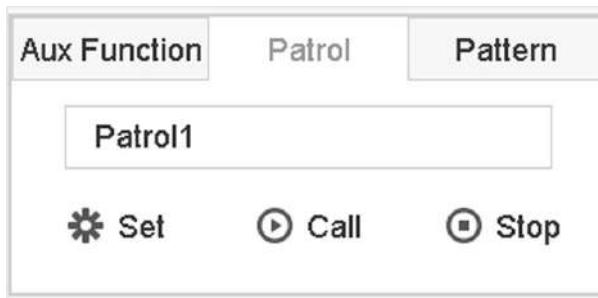 Aux Function Patrol Pattern
Patrol1
Set Call Stop